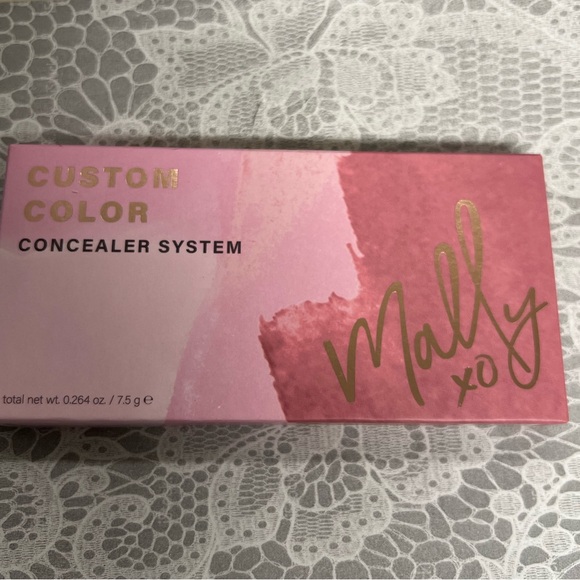 CUSTOM
COLOR
CONCEALER SYSTEM
Mally
xo
total net wt. 0.264 oz. / 7.5 g ℮